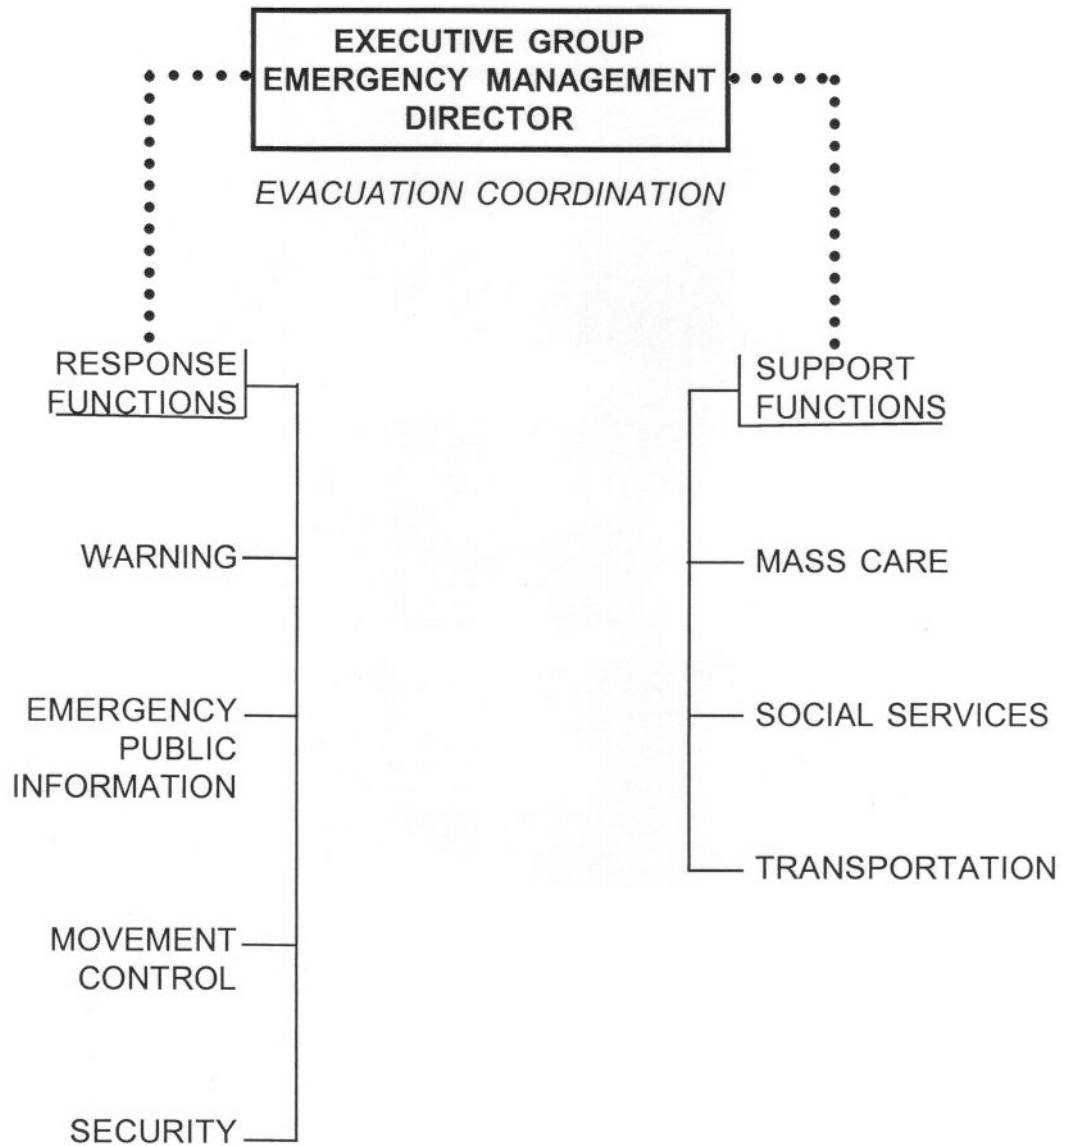 EXECUTIVE GROUP
EMERGENCY MANAGEMENT
DIRECTOR
EVACUATION COORDINATION
RESPONSE
FUNCTIONS
WARNING
EMERGENCY
PUBLIC
INFORMATION
MOVEMENT
CONTROL
SECURITY
SUPPORT
FUNCTIONS
MASS CARE
SOCIAL SERVICES
TRANSPORTATION